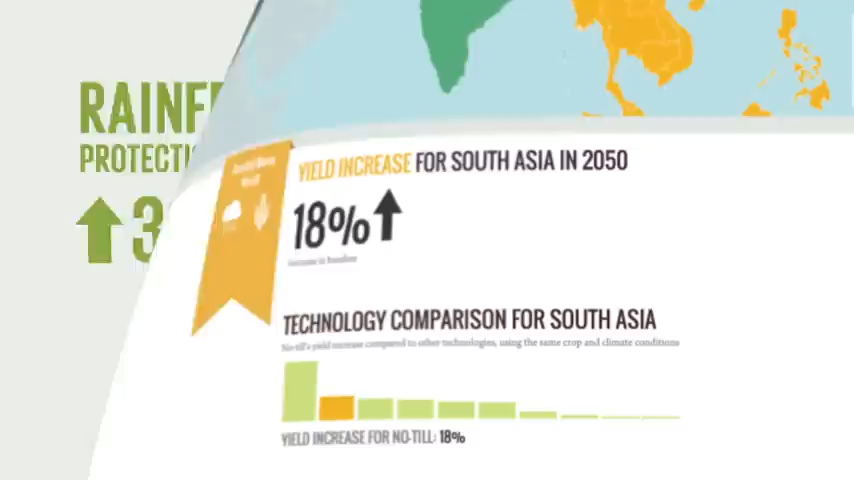 RAINF
PROTECTI
3
YIELD INCREASE FOR SOUTH ASIA IN 2050
18%
TECHNOLOGY COMPARISON FOR SOUTH ASIA
No-till's yield increase compared to other technologies, using the same crop and climate conditions
YIELD INCREASE FOR NO-TILL: 18%